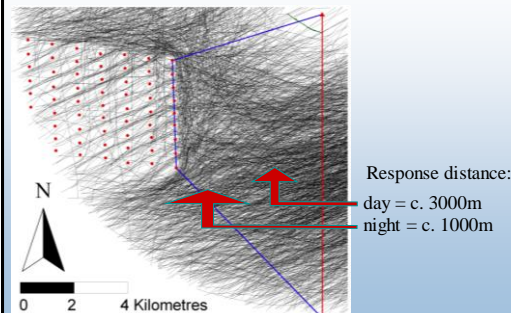 Response distance:
day = c. 3000m
night = c. 1000m
N
0 2 4 Kilometres